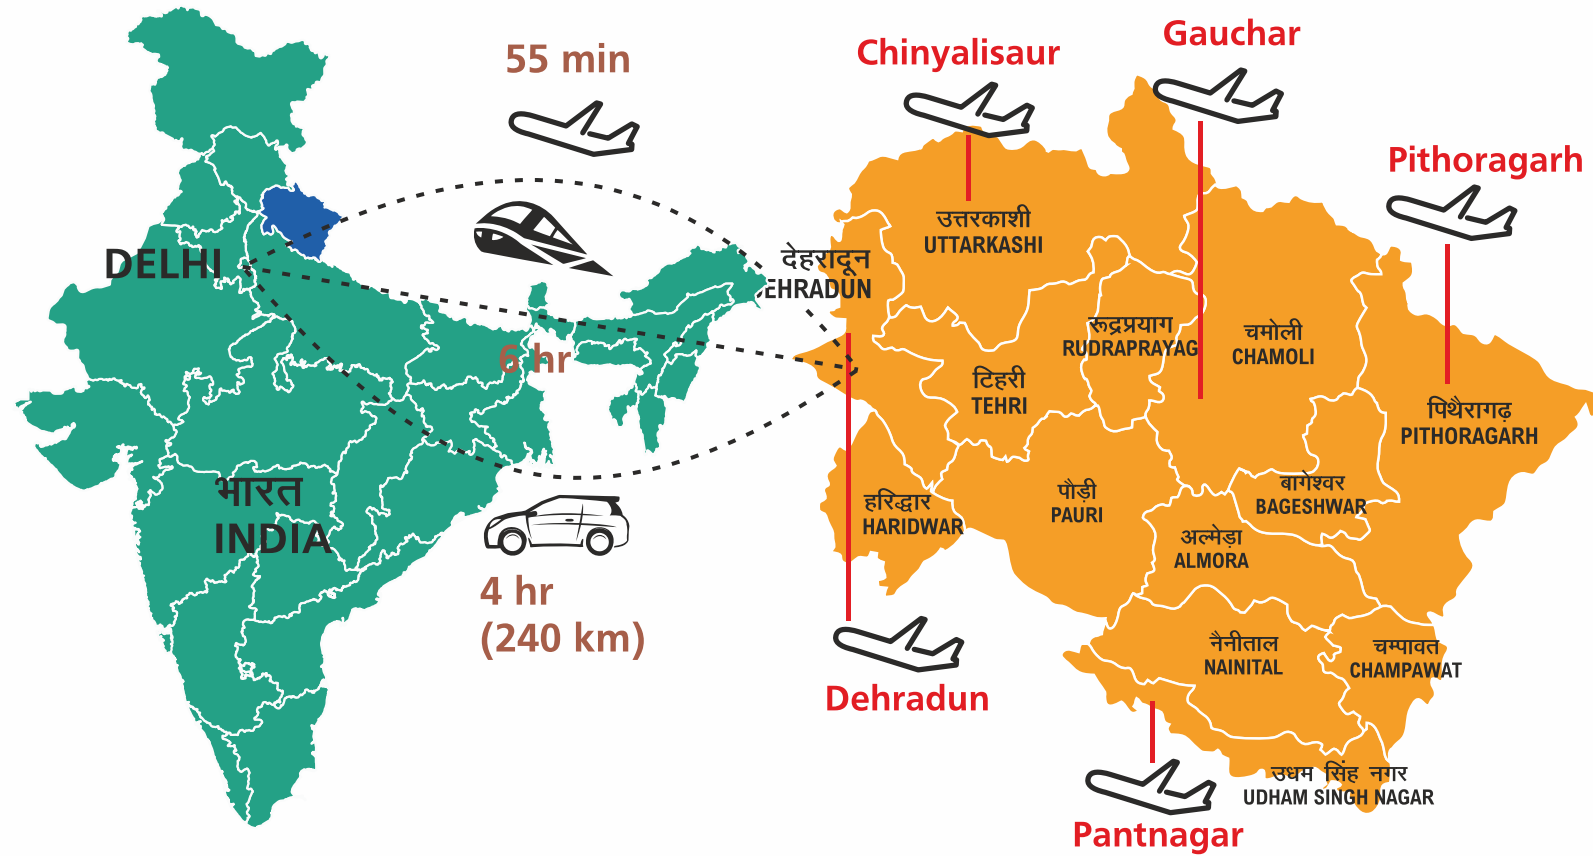 55 min
DELHI
6 hr
भारत
INDIA
4 hr
(240 km)
Chinyalisaur
Gauchar
Pithoragarh
उत्तरकाशी
UTTARKASHI
देहरादून
EHRADUN
रूद्रप्रयाग
RUDRAPRAYAG
चमोली
CHAMOLI
टिहरी
TEHRI
पिथैरागढ़
PITHORAGARH
हरिद्धार
HARIDWAR
पौड़ी
PAURI
बागेश्वर
BAGESHWAR
अल्मेड़ा
ALMORA
नैनीताल
NAINITAL
चम्पावत
CHAMPAWAT
Dehradun
उधम सिंह नगर
UDHAM SINGH NAGAR
Pantnagar